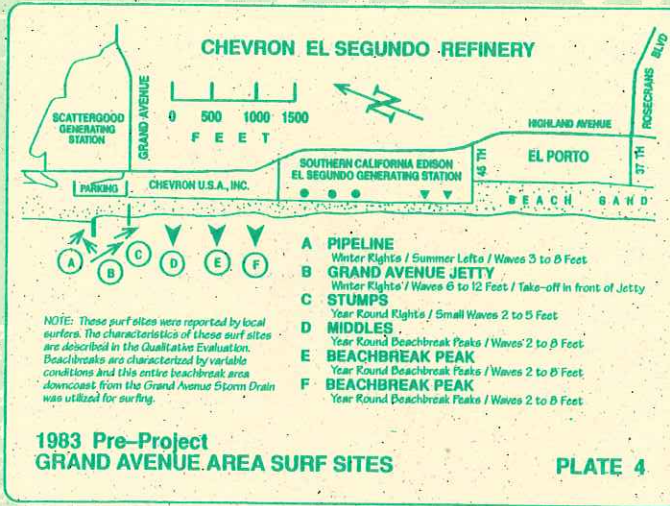 CHEVRON EL SEGUNDO REFINERY
SCATTERGOOD
GENERATING
STATION
GRAND AVENUE
0 500 1000 1500
F E E T
N
HIGHLAND AVENUE
ROSECRANS BLVD
PARKING
CHEVRON U.S.A., INC.
SOUTHERN CALIFORNIA EDISON
EL SEGUNDO GENERATING STATION
45 TH
EL PORTO
37 TH
B E A C H S A N D
A
B
C
D
E
F
A PIPELINE
Winter Rights / Summer Lefts / Waves 3 to 8 Feet
B GRAND AVENUE JETTY
Winter Rights / Waves 6 to 12 Feet / Take-off in front of Jetty
C STUMPS
Year Round Rights / Small Waves 2 to 5 Feet
D MIDDLES
Year Round Beachbreak Peaks / Waves 2 to 8 Feet
E BEACHBREAK PEAK
Year Round Beachbreak Peaks / Waves 2 to 8 Feet
F BEACHBREAK PEAK
Year Round Beachbreak Peaks / Waves 2 to 8 Feet
NOTE: These surf sites were reported by local
surfers. The characteristics of these surf sites
are described in the Qualitative Evaluation.
Beachbreaks are characterized by variable
conditions and this entire beachbreak area
downcoast from the Grand Avenue Storm Drain
was utilized for surfing.
1983 Pre-Project
GRAND AVENUE AREA SURF SITES
PLATE 4